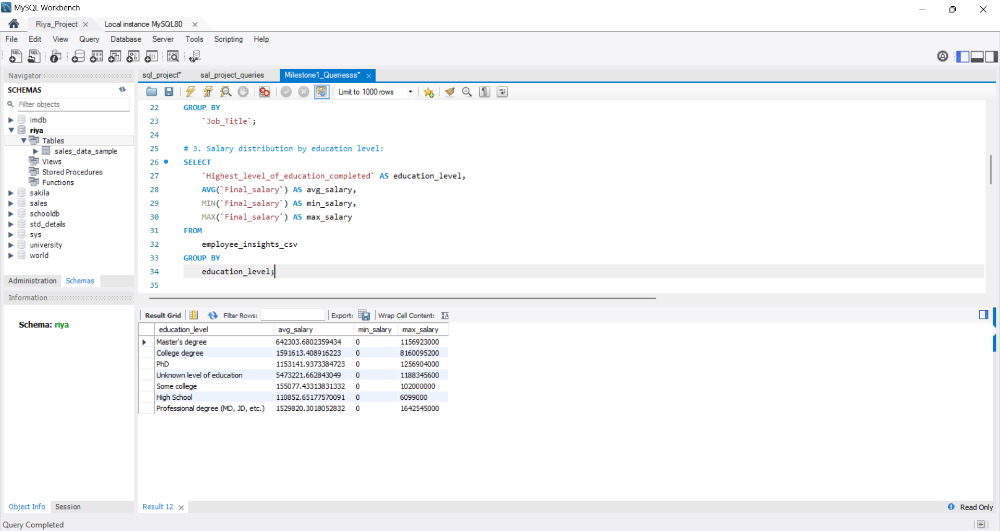 MySQL Workbench
Riya_Project
Local instance MySQL80
File Edit View Query Database Server Tools Scripting Help
Navigator
SCHEMAS
Filter objects
imdb
riya
Tables
sales_data_sample
Views
Stored Procedures
Functions
sakila
sales
schooldb
std_details
sys
university
world
Administration Schemas
Information
Schema: riya
Object Info Session
sql_project* sal_project_queries Milestone1_Queriesss*
Limit to 1000 rows
22 GROUP BY
23 `Job_Title`;
24
25 # 3. Salary distribution by education level:
26 SELECT
27 `Highest_level_of_education_completed` AS education_level,
28 AVG(`Final_salary`) AS avg_salary,
29 MIN(`Final_salary`) AS min_salary,
30 MAX(`Final_salary`) AS max_salary
31 FROM
32 employee_insights_csv
33 GROUP BY
34 education_level;
35
Result Grid Filter Rows: Export: Wrap Cell Content:
education_level avg_salary min_salary max_salary
Master's degree 642303.6802359434 0 1156923000
College degree 1591613.408916223 0 8160095200
PhD 1153141.9373384723 0 1256904000
Unknown level of education 5473221.662843049 0 1188345600
Some college 155077.43313831332 0 102000000
High School 110852.65177570091 0 6099000
Professional degree (MD, JD, etc.) 1529820.3018052832 0 1642545000
Result 12
Read Only
Query Completed